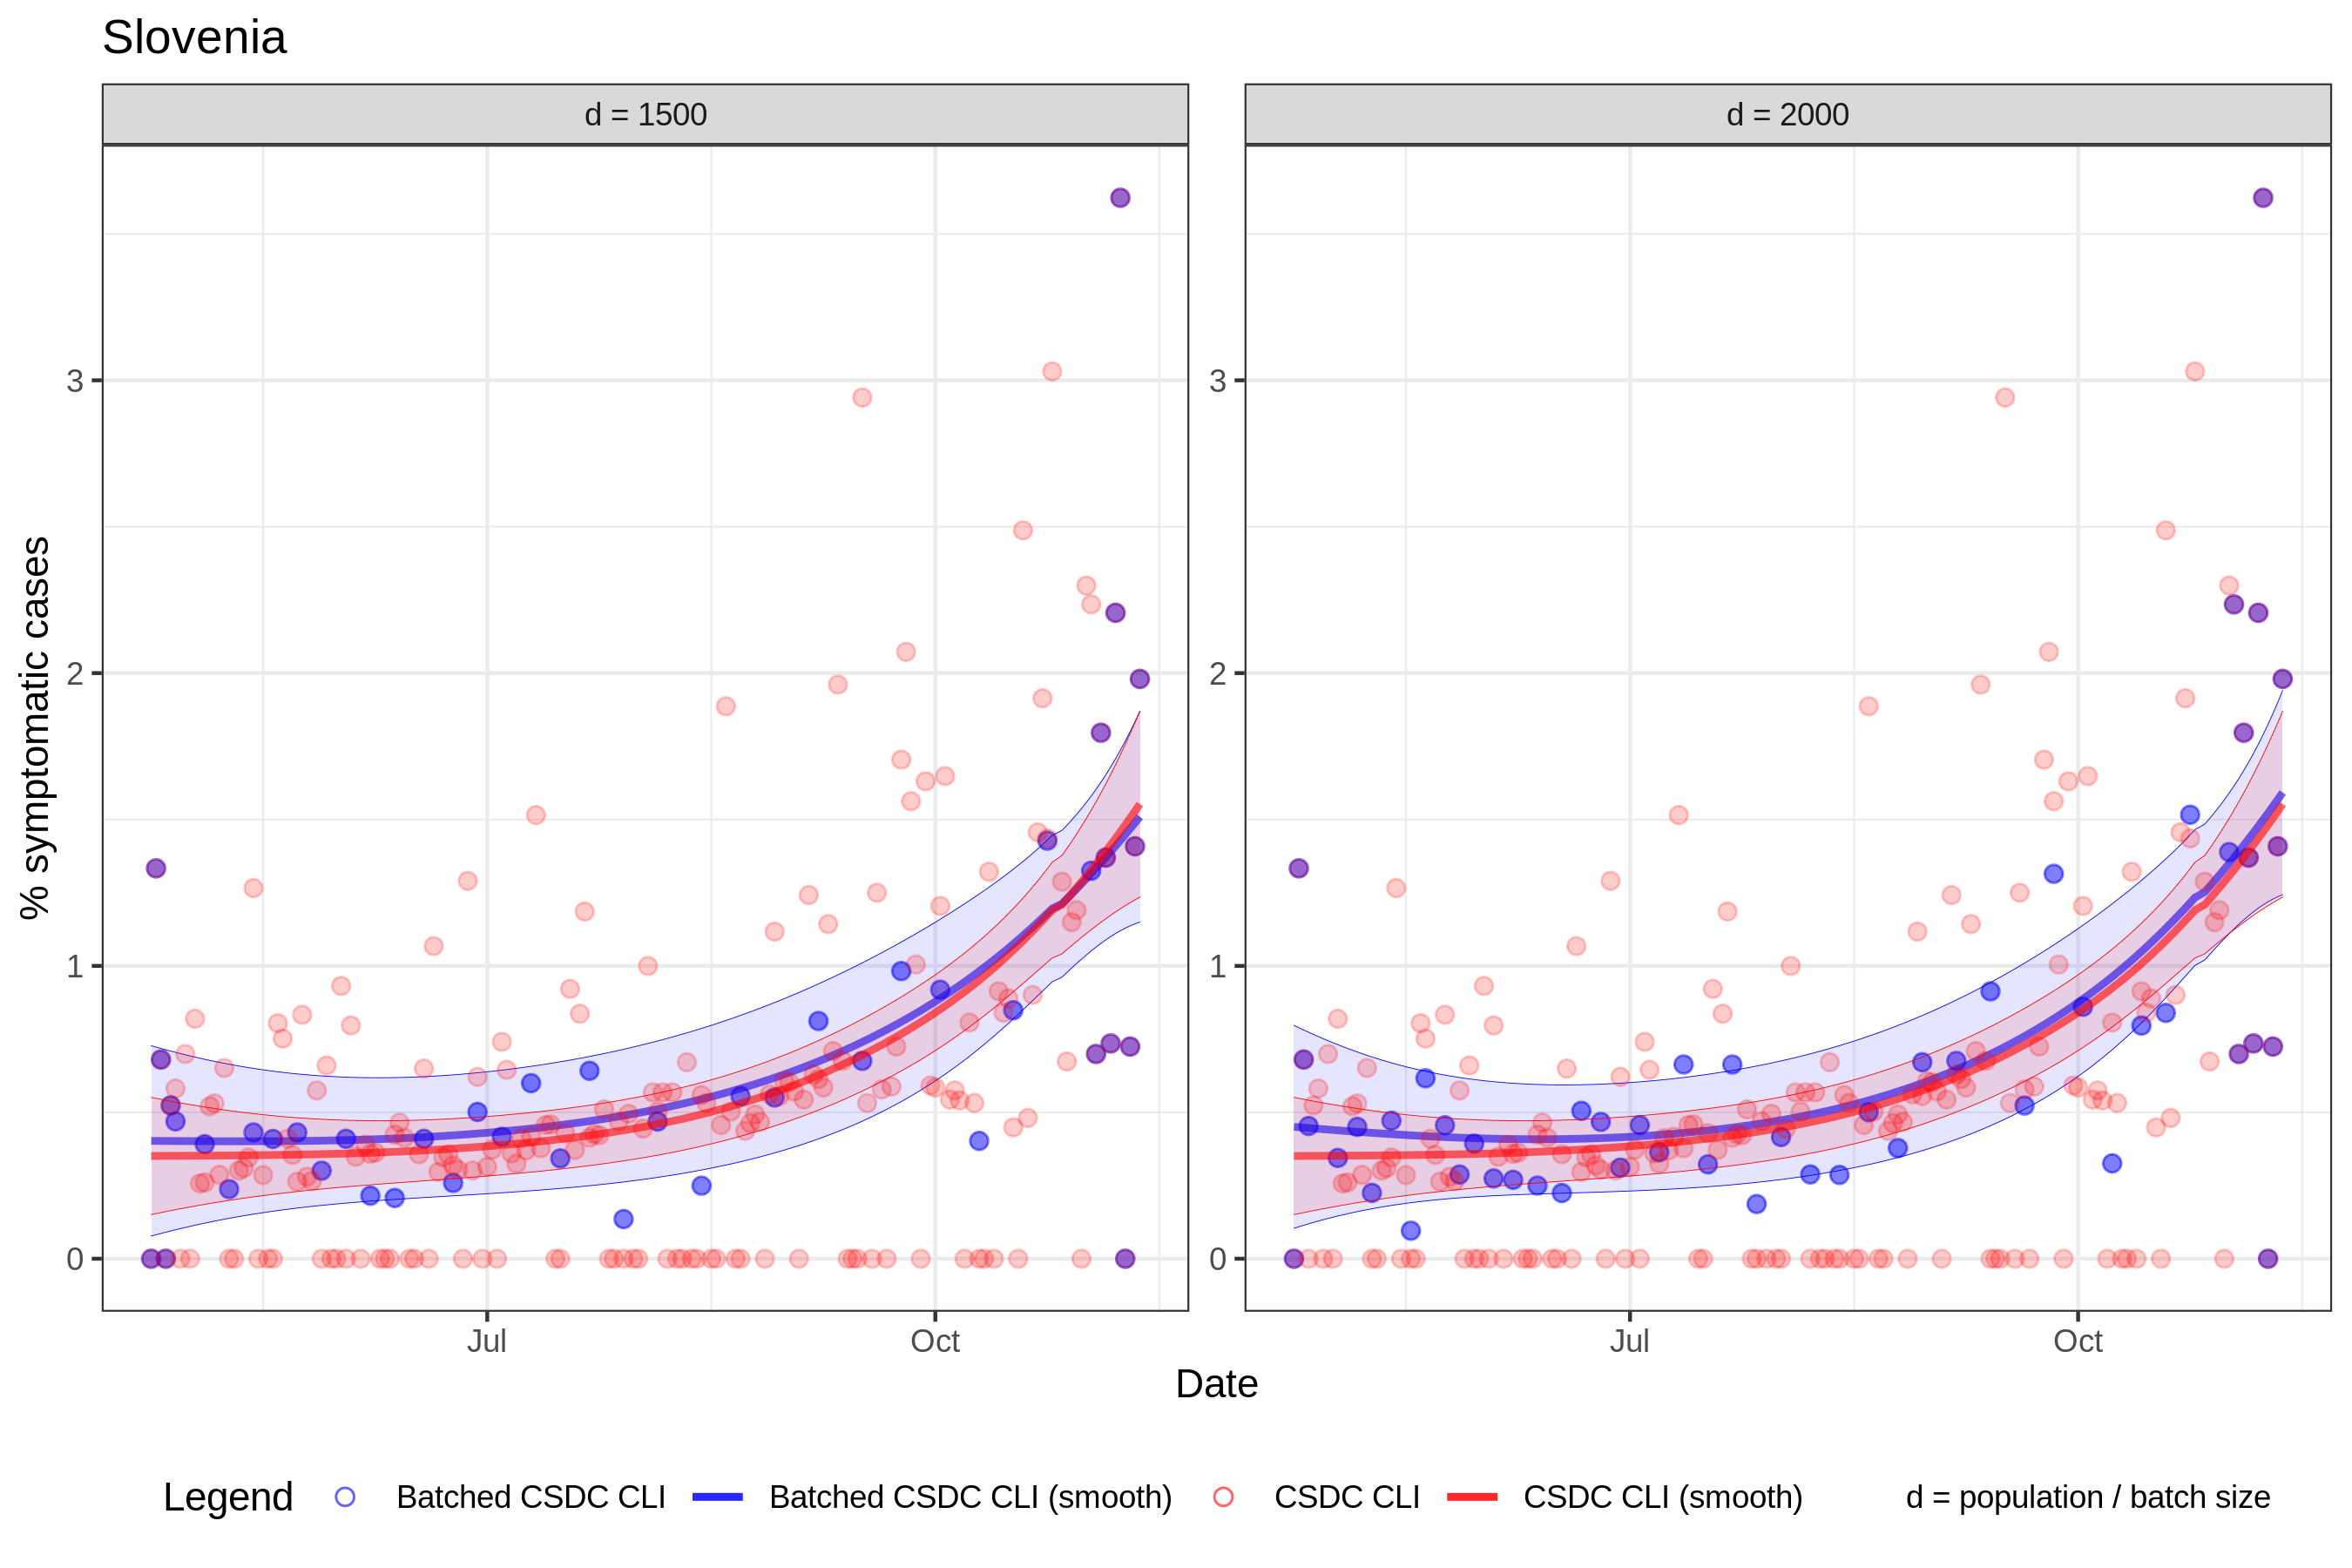 Slovenia
d = 1500
d = 2000
% symptomatic cases
3
2
1
0
3
2
1
0
Jul
Oct
Jul
Oct
Date
Legend
Batched CSDC CLI
Batched CSDC CLI (smooth)
CSDC CLI
CSDC CLI (smooth)
d = population / batch size